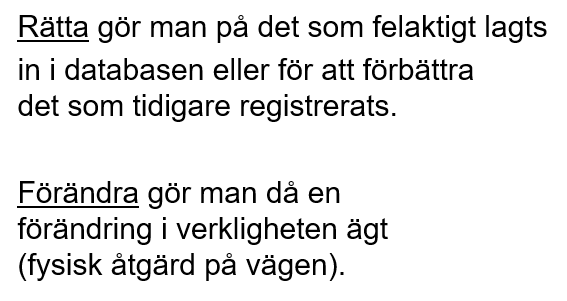 Rätta gör man på det som felaktigt lagts
in i databasen eller för att förbättra
det som tidigare registrerats.
Förändra gör man då en
förändring i verkligheten ägt
(fysisk åtgärd på vägen).